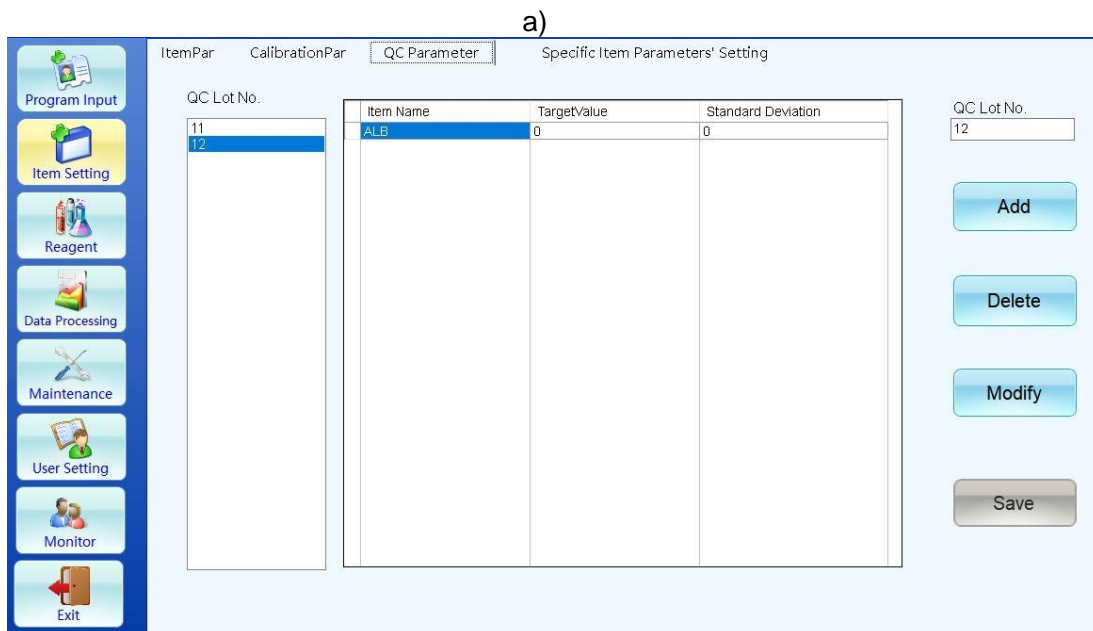 a)
ItemPar CalibrationPar QC Parameter Specific Item Parameters' Setting
Program Input
Item Setting
Reagent
Data Processing
Maintenance
User Setting
Monitor
Exit
QC Lot No.
11
12
Item Name TargetValue Standard Deviation
ALB 0 0
QC Lot No.
12
Add
Delete
Modify
Save